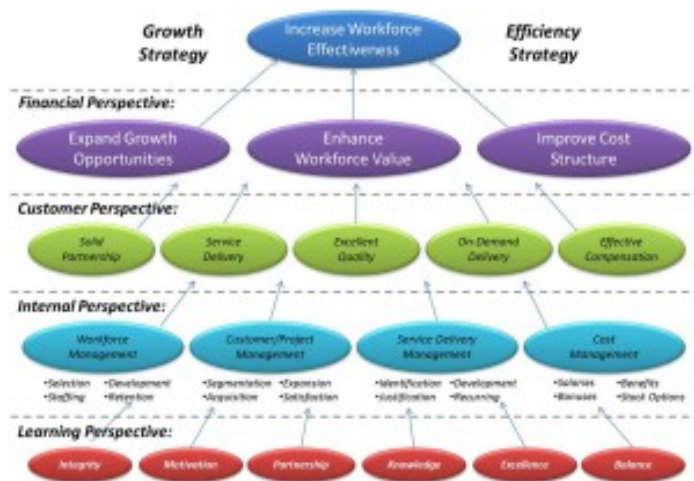 Growth
Strategy
Increase Workforce
Effectiveness
Efficiency
Strategy
Financial Perspective:
Expand Growth
Opportunities
Enhance
Workforce Value
Improve Cost
Structure
Customer Perspective:
Solid
Partnership
Service
Delivery
Excellent
Quality
On-Demand
Delivery
Effective
Compensation
Internal Perspective:
Workforce
Management
Customer/Project
Management
Service Delivery
Management
Cost
Management
•Selection •Development
•Staffing •Retention
•Segmentation •Expansion
•Acquisition •Satisfaction
•Identification •Development
•Justification •Recurring
•Salaries •Benefits
•Bonuses •Stock Options
Learning Perspective:
Integrity
Motivation
Partnership
Knowledge
Excellence
Balance